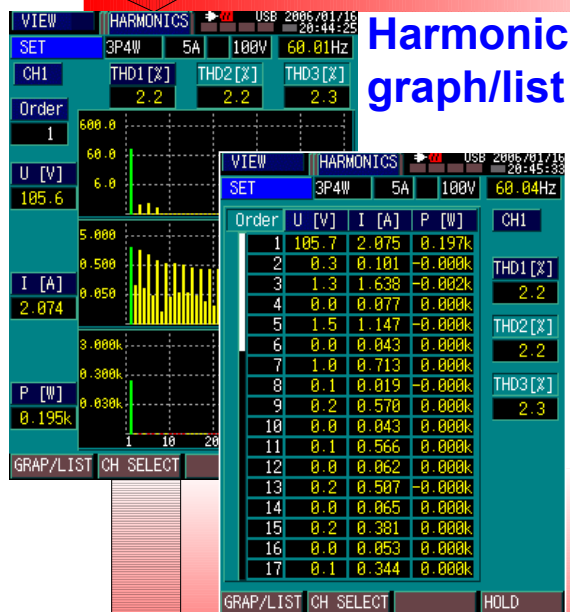 Harmonic
graph/list
VIEW HARMONICS USB 2006/01/16
20:44:25
SET 3P4W 5A 100V 60.01Hz
CH1 THD1[%] THD2[%] THD3[%]
2.2 2.2 2.3
Order
1
600.0
60.0
6.0
U [V]
105.6
5.000
0.500
0.050
I [A]
2.074
3.000k
0.300k
0.030k
P [W]
0.195k
1 10 20
GRAP/LIST CH SELECT
VIEW HARMONICS USB 2006/01/16
20:45:33
SET 3P4W 5A 100V 60.04Hz
Order U [V] I [A] P [W] CH1
1 105.7 2.075 0.197k
2 0.3 0.101 -0.000k
3 1.3 1.638 -0.002k
4 0.0 0.077 0.000k
5 1.5 1.147 -0.000k
6 0.0 0.043 0.000k
7 1.0 0.713 0.000k
8 0.1 0.019 -0.000k
9 0.2 0.570 0.000k
10 0.0 0.043 0.000k
11 0.1 0.566 0.000k
12 0.0 0.062 0.000k
13 0.2 0.507 -0.000k
14 0.0 0.065 0.000k
15 0.2 0.381 0.000k
16 0.0 0.053 0.000k
17 0.1 0.344 0.000k
THD1[%]
2.2
THD2[%]
2.2
THD3[%]
2.3
GRAP/LIST CH SELECT HOLD